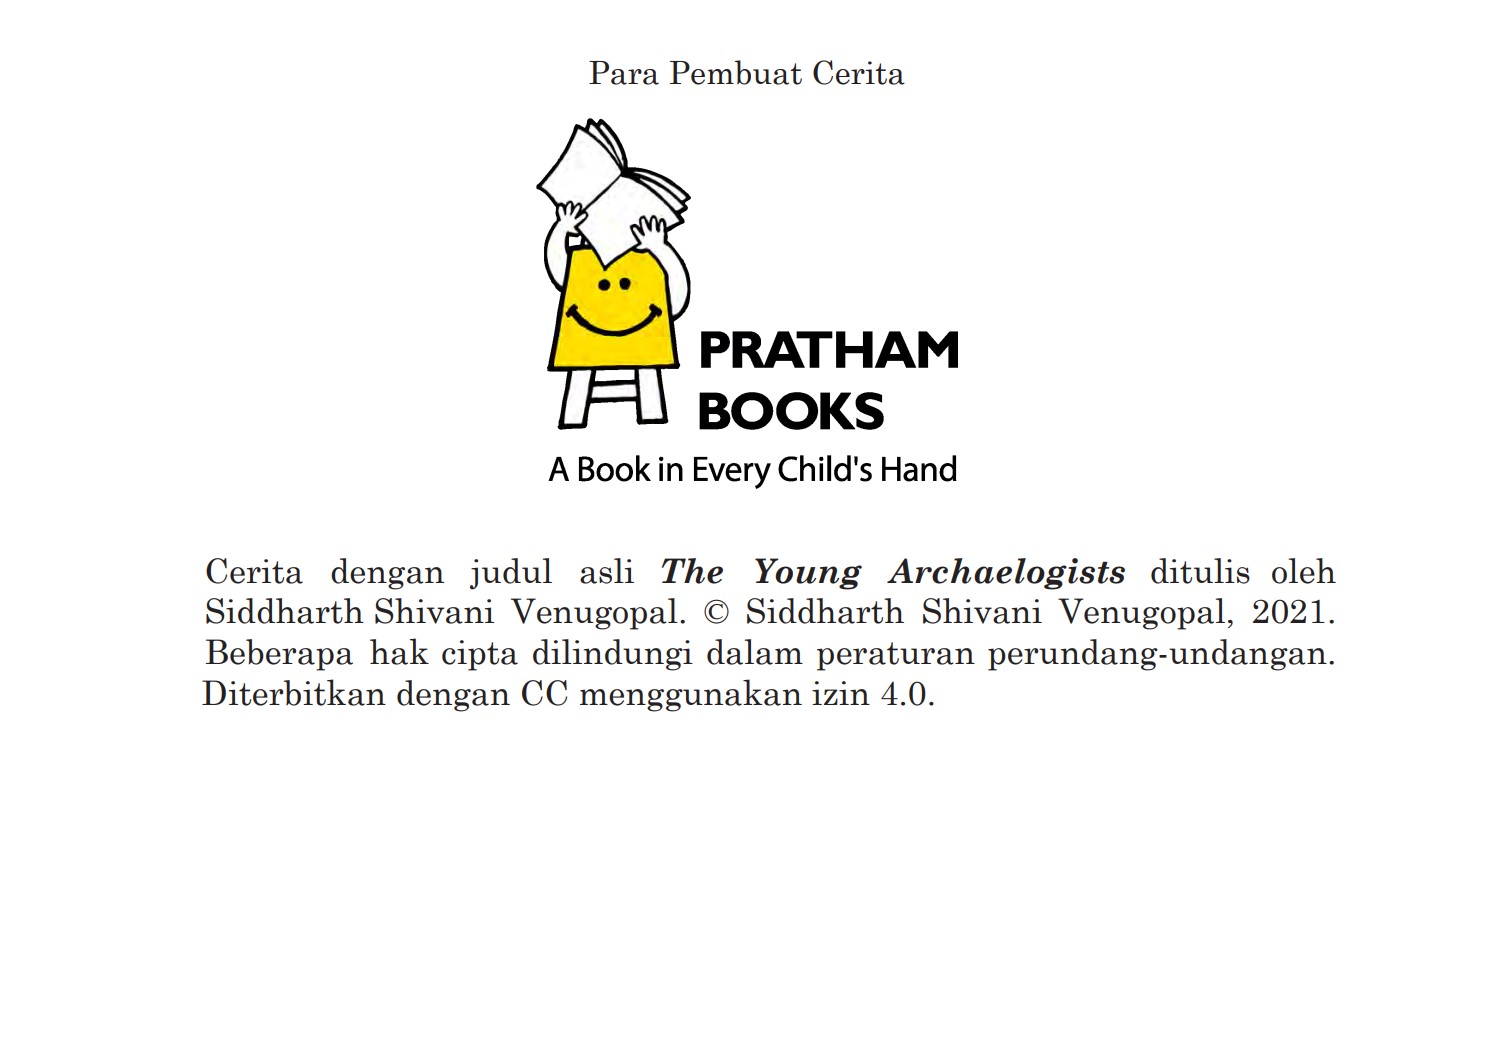 Para Pembuat Cerita
PRATHAM
BOOKS
A Book in Every Child's Hand
Cerita dengan judul asli The Young Archaelogists ditulis oleh
Siddharth Shivani Venugopal. © Siddharth Shivani Venugopal, 2021.
Beberapa hak cipta dilindungi dalam peraturan perundang-undangan.
Diterbitkan dengan CC menggunakan izin 4.0.